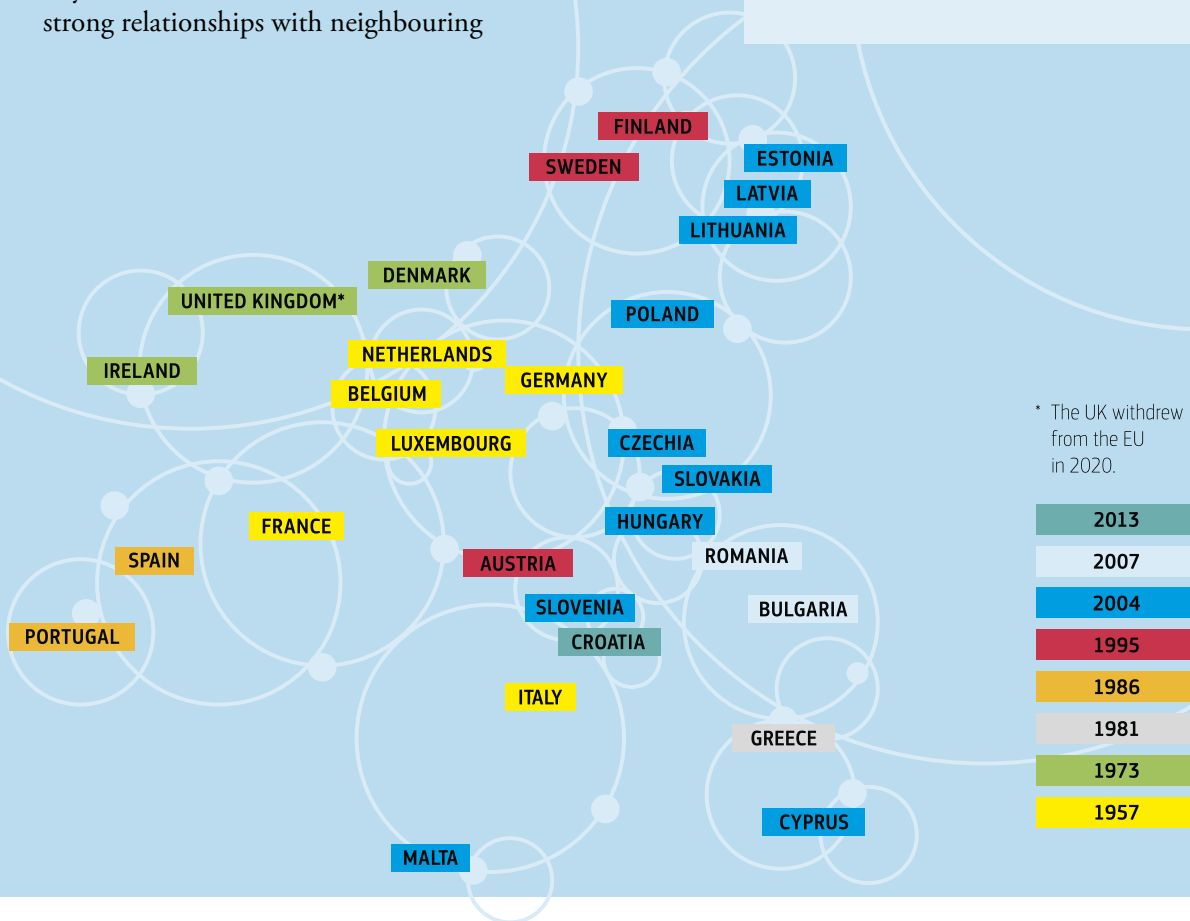 strong relationships with neighbouring
FINLAND
SWEDEN
ESTONIA
LATVIA
LITHUANIA
DENMARK
UNITED KINGDOM*
POLAND
NETHERLANDS
IRELAND
GERMANY
BELGIUM
LUXEMBOURG
CZECHIA
SLOVAKIA
HUNGARY
FRANCE
ROMANIA
SPAIN
AUSTRIA
SLOVENIA
BULGARIA
PORTUGAL
CROATIA
ITALY
GREECE
CYPRUS
MALTA
* The UK withdrew
from the EU
in 2020.
2013
2007
2004
1995
1986
1981
1973
1957